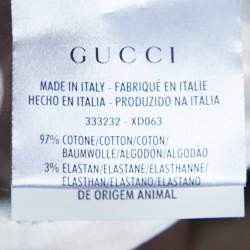 GUCCI
MADE IN ITALY - FABRIQUÉ EN ITALIE
HECHO EN ITALIA - PRODUZIDO NA ITÁLIA
333232 - XD063
97% COTONE/COTTON/COTON/
BAUMWOLLE/ALGODON/ALGODÃO
3% ELASTAN/ELASTANE/ELASTHANNE/
ELASTHAN/ELASTANO/ELASTANO
DE ORIGEM ANIMAL